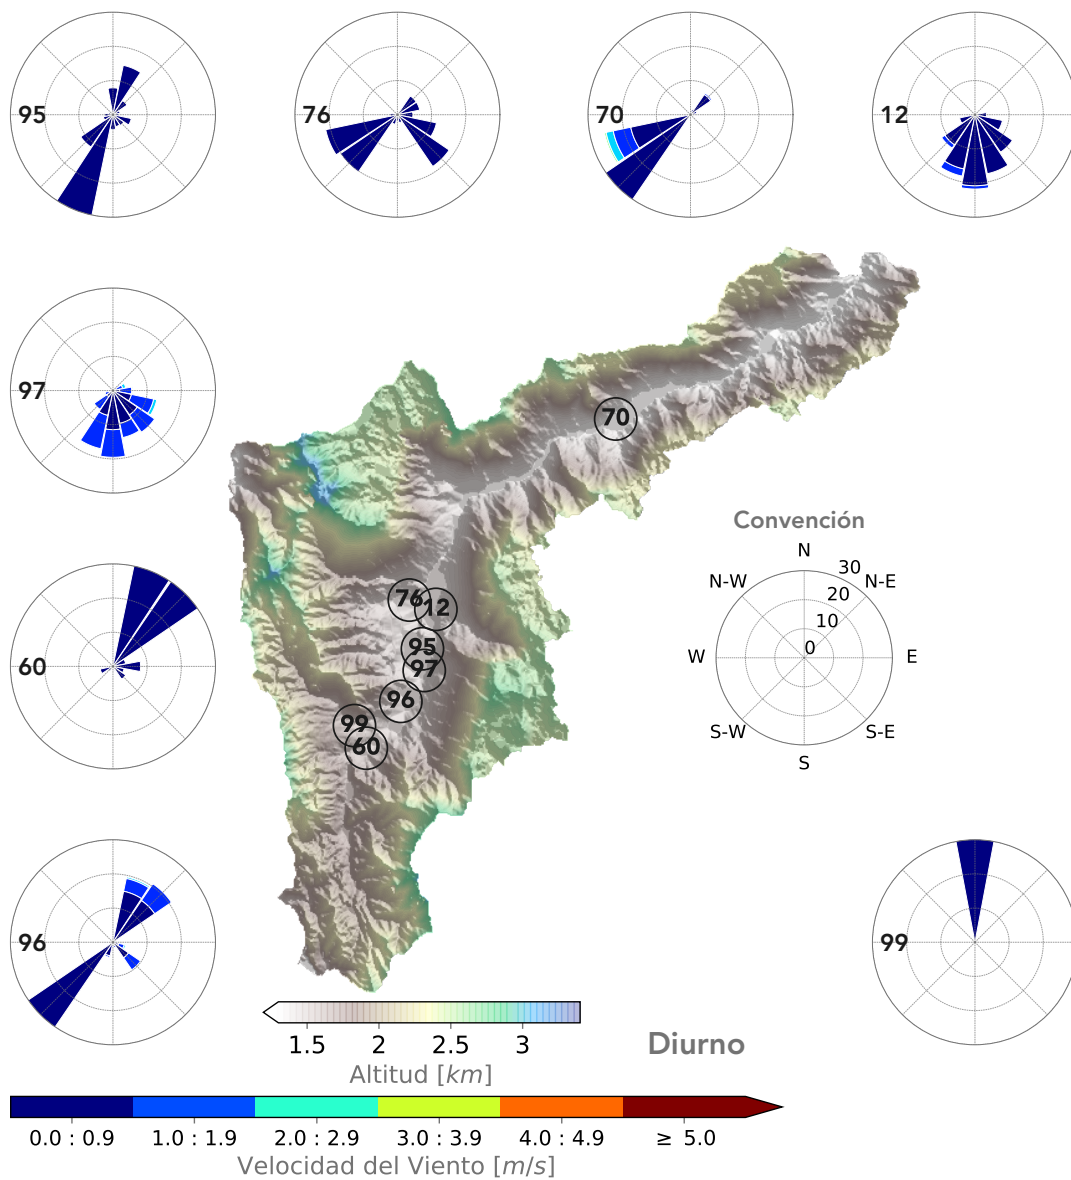 95
76
70
12
97
70
Convención
N
N-W
30
N-E
20
10
0
W
E
S-W
S-E
S
76
12
95
97
96
99
60
60
96
99
1.5 2 2.5 3
Altitud [km]
Diurno
0.0 : 0.9 1.0 : 1.9 2.0 : 2.9 3.0 : 3.9 4.0 : 4.9 ≥ 5.0
Velocidad del Viento [m/s]